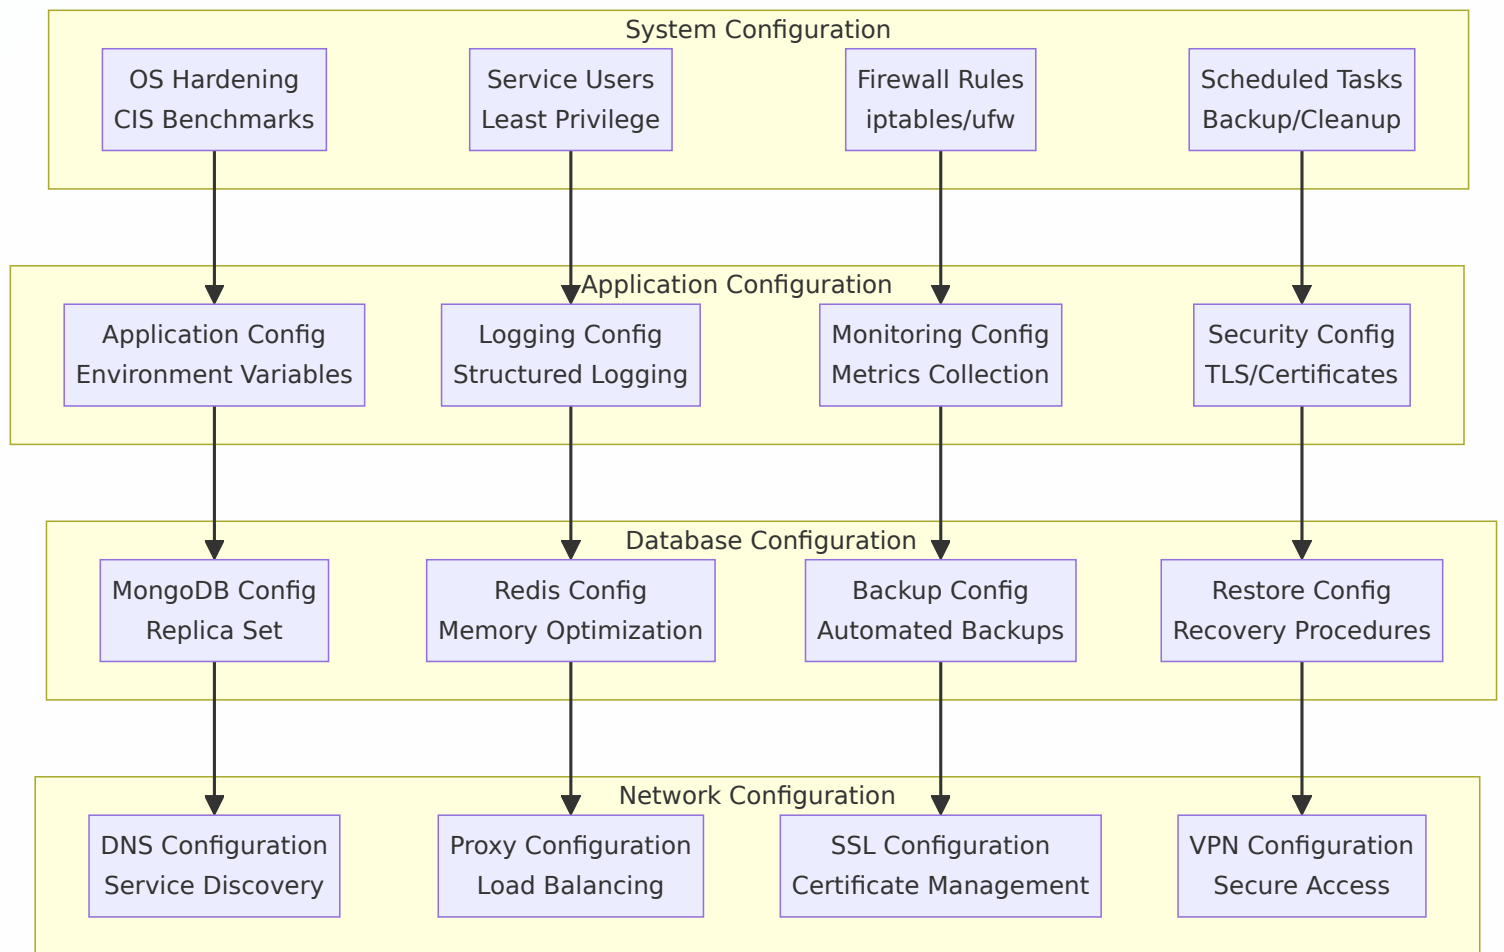 System Configuration
OS Hardening
CIS Benchmarks
Service Users
Least Privilege
Firewall Rules
iptables/ufw
Scheduled Tasks
Backup/Cleanup
Application Configuration
Application Config
Environment Variables
Logging Config
Structured Logging
Monitoring Config
Metrics Collection
Security Config
TLS/Certificates
Database Configuration
MongoDB Config
Replica Set
Redis Config
Memory Optimization
Backup Config
Automated Backups
Restore Config
Recovery Procedures
Network Configuration
DNS Configuration
Service Discovery
Proxy Configuration
Load Balancing
SSL Configuration
Certificate Management
VPN Configuration
Secure Access